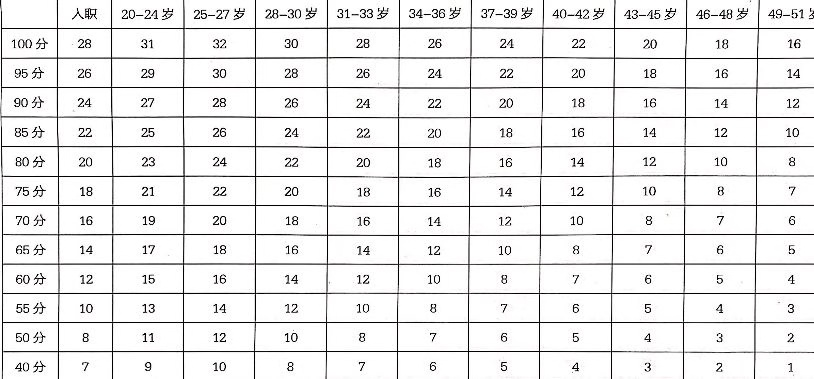 入职 20-24 岁 25-27 岁 28-30 岁 31-33 岁 34-36 岁 37-39 岁 40-42 岁 43-45 岁 46-48 岁 49-51 岁
100 分 28 31 32 30 28 26 24 22 20 18 16
95 分 26 29 30 28 26 24 22 20 18 16 14
90 分 24 27 28 26 24 22 20 18 16 14 12
85 分 22 25 26 24 22 20 18 16 14 12 10
80 分 20 23 24 22 20 18 16 14 12 10 8
75 分 18 21 22 20 18 16 14 12 10 8 7
70 分 16 19 20 18 16 14 12 10 8 7 6
65 分 14 17 18 16 14 12 10 8 7 6 5
60 分 12 15 16 14 12 10 8 7 6 5 4
55 分 10 13 14 12 10 8 7 6 5 4 3
50 分 8 11 12 10 8 7 6 5 4 3 2
40 分 7 9 10 8 7 6 5 4 3 2 1